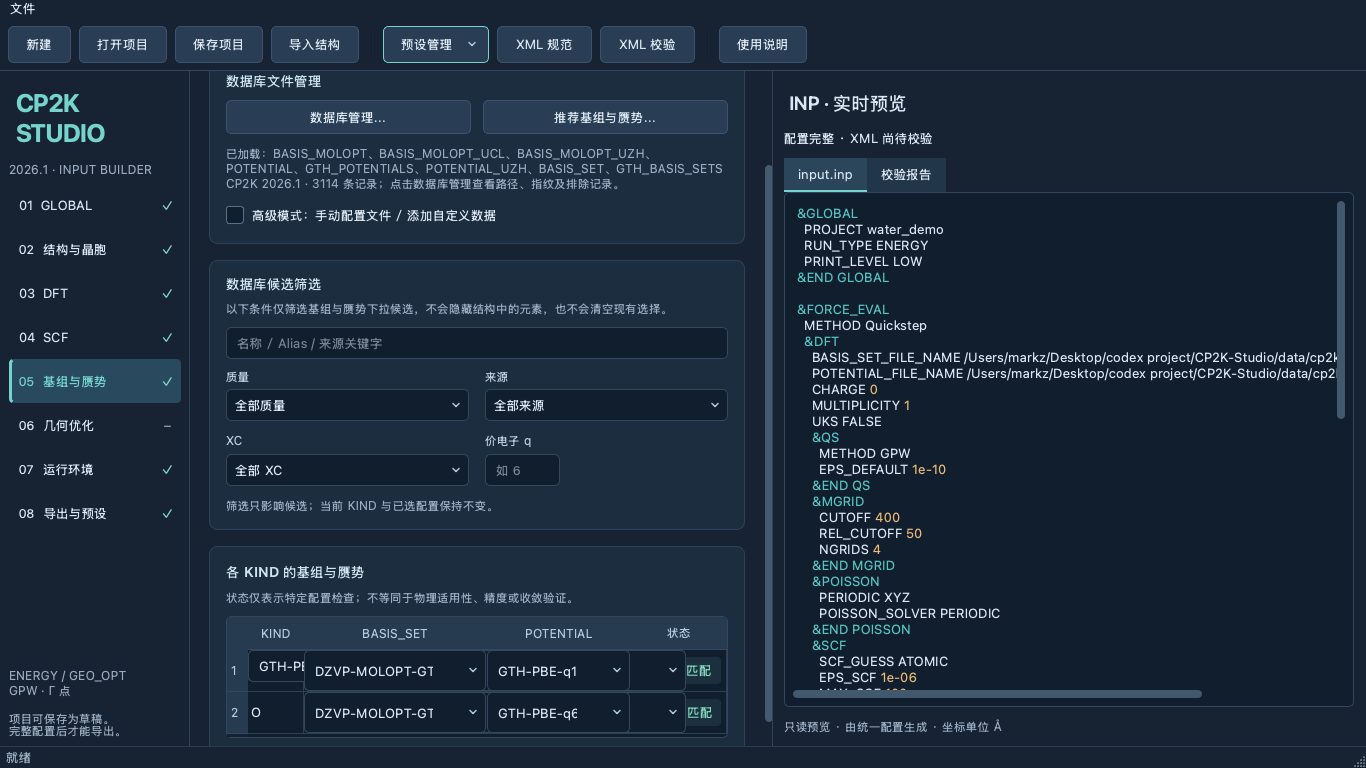 文件
新建
打开项目
保存项目
导入结构
预设管理
XML 规范
XML 校验
使用说明
CP2K
STUDIO
2026.1 · INPUT BUILDER
01 GLOBAL
02 结构与晶胞
03 DFT
04 SCF
05 基组与赝势
06 几何优化
07 运行环境
08 导出与预设
ENERGY / GEO_OPT
GPW · Γ 点
项目可保存为草稿。
完整配置后才能导出。
就绪
数据库文件管理
数据库管理...
推荐基组与赝势...
已加载：BASIS_MOLOPT、BASIS_MOLOPT_UCL、BASIS_MOLOPT_UZH、
POTENTIAL、GTH_POTENTIALS、POTENTIAL_UZH、BASIS_SET、GTH_BASIS_SETS
CP2K 2026.1 · 3114 条记录；点击数据库管理查看路径、指纹及排除记录。
高级模式：手动配置文件 / 添加自定义数据
数据库候选筛选
以下条件仅筛选基组与赝势下拉候选，不会隐藏结构中的元素，也不会清空现有选择。
名称 / Alias / 来源关键字
质量
来源
全部质量
全部来源
XC
价电子 q
全部 XC
如 6
筛选只影响候选；当前 KIND 与已选配置保持不变。
各 KIND 的基组与赝势
状态仅表示特定配置检查；不等同于物理适用性、精度或收敛验证。
KIND BASIS_SET POTENTIAL 状态
1 GTH-PE DZVP-MOLOPT-GT GTH-PBE-q1 匹配
2 O DZVP-MOLOPT-GT GTH-PBE-q6 匹配
INP · 实时预览
配置完整 · XML 尚待校验
input.inp
校验报告
&GLOBAL
PROJECT water_demo
RUN_TYPE ENERGY
PRINT_LEVEL LOW
&END GLOBAL
&FORCE_EVAL
METHOD Quickstep
&DFT
BASIS_SET_FILE_NAME /Users/markz/Desktop/codex project/CP2K-Studio/data/cp2k
POTENTIAL_FILE_NAME /Users/markz/Desktop/codex project/CP2K-Studio/data/cp2
CHARGE 0
MULTIPLICITY 1
UKS FALSE
&QS
METHOD GPW
EPS_DEFAULT 1e-10
&END QS
&MGRID
CUTOFF 400
REL_CUTOFF 50
NGRIDS 4
&END MGRID
&POISSON
PERIODIC XYZ
POISSON_SOLVER PERIODIC
&END POISSON
&SCF
SCF_GUESS ATOMIC
EPS_SCF 1e-06
只读预览 · 由统一配置生成 · 坐标单位 Å